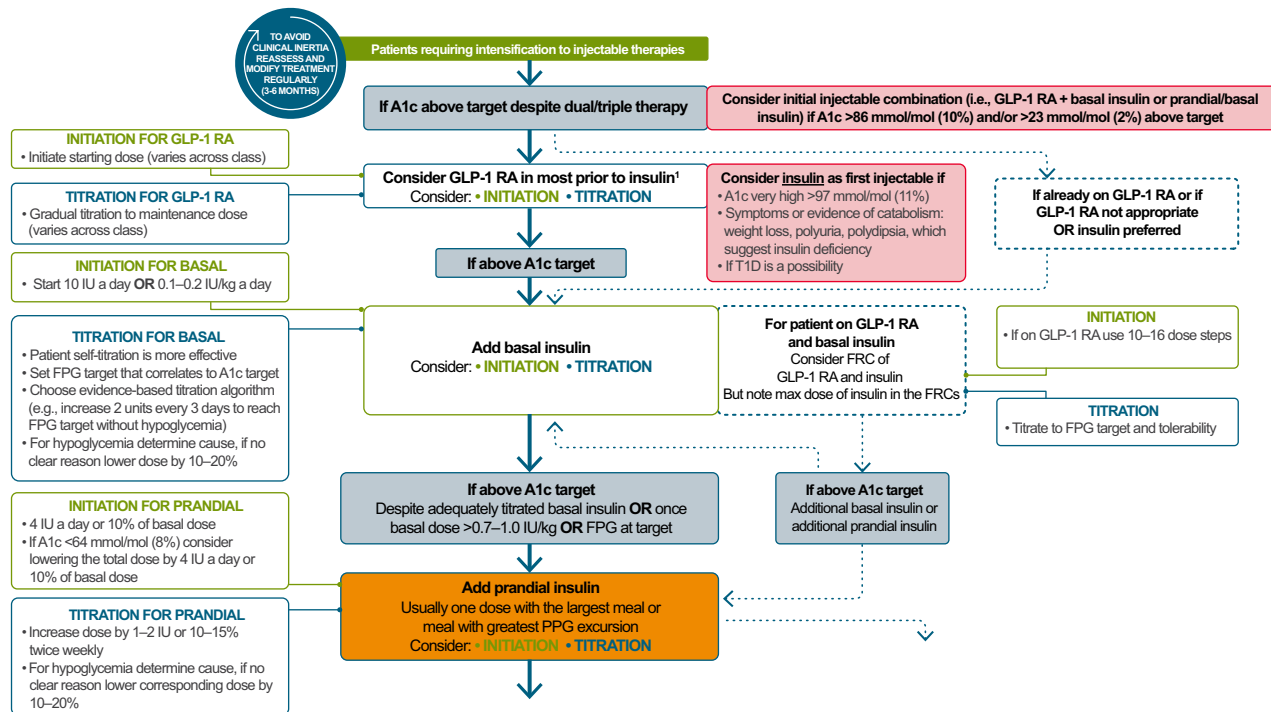 TO AVOID
CLINICAL INERTIA
REASSESS AND
MODIFY TREATMENT
REGULARLY
(3-6 MONTHS)
Patients requiring intensification to injectable therapies
If A1c above target despite dual/triple therapy
Consider initial injectable combination (i.e., GLP-1 RA + basal insulin or prandial/basal
insulin) if A1c >86 mmol/mol (10%) and/or >23 mmol/mol (2%) above target
INITIATION FOR GLP-1 RA
• Initiate starting dose (varies across class)
TITRATION FOR GLP-1 RA
• Gradual titration to maintenance dose
(varies across class)
Consider GLP-1 RA in most prior to insulin¹
Consider: • INITIATION • TITRATION
Consider insulin as first injectable if
• A1c very high >97 mmol/mol (11%)
• Symptoms or evidence of catabolism:
weight loss, polyuria, polydipsia, which
suggest insulin deficiency
• If T1D is a possibility
If already on GLP-1 RA or if
GLP-1 RA not appropriate
OR insulin preferred
If above A1c target
INITIATION FOR BASAL
• Start 10 IU a day OR 0.1–0.2 IU/kg a day
TITRATION FOR BASAL
• Patient self-titration is more effective
• Set FPG target that correlates to A1c target
• Choose evidence-based titration algorithm
(e.g., increase 2 units every 3 days to reach
FPG target without hypoglycemia)
• For hypoglycemia determine cause, if no
clear reason lower dose by 10–20%
Add basal insulin
Consider: • INITIATION • TITRATION
For patient on GLP-1 RA
and basal insulin
Consider FRC of
GLP-1 RA and insulin
But note max dose of insulin in the FRCs
INITIATION
• If on GLP-1 RA use 10–16 dose steps
TITRATION
• Titrate to FPG target and tolerability
If above A1c target
Despite adequately titrated basal insulin OR once
basal dose >0.7–1.0 IU/kg OR FPG at target
If above A1c target
Additional basal insulin or
additional prandial insulin
INITIATION FOR PRANDIAL
• 4 IU a day or 10% of basal dose
• If A1c <64 mmol/mol (8%) consider
lowering the total dose by 4 IU a day or
10% of basal dose
TITRATION FOR PRANDIAL
• Increase dose by 1–2 IU or 10–15%
twice weekly
• For hypoglycemia determine cause, if no
clear reason lower corresponding dose by
10–20%
Add prandial insulin
Usually one dose with the largest meal or
meal with greatest PPG excursion
Consider: • INITIATION • TITRATION